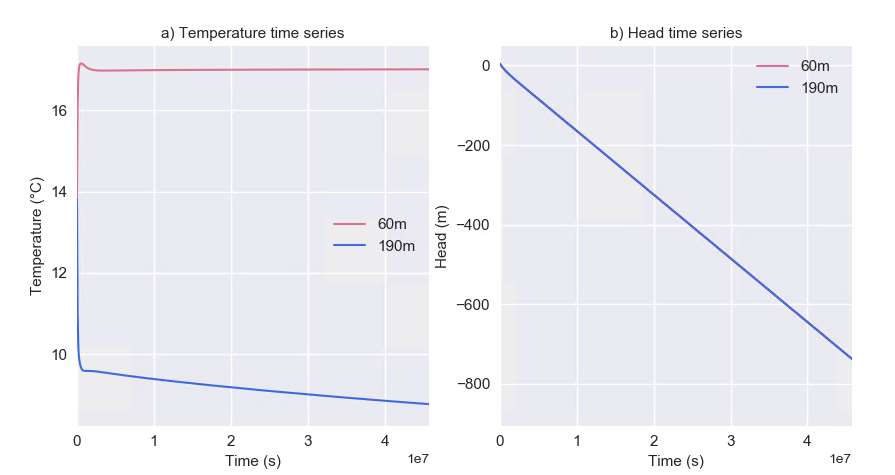 a) Temperature time series
16
14
12
10
Temperature (°C)
60m
190m
0 1 2 3 4
Time (s)
1e7
b) Head time series
0
−200
−400
−600
−800
Head (m)
60m
190m
0 1 2 3 4
Time (s)
1e7